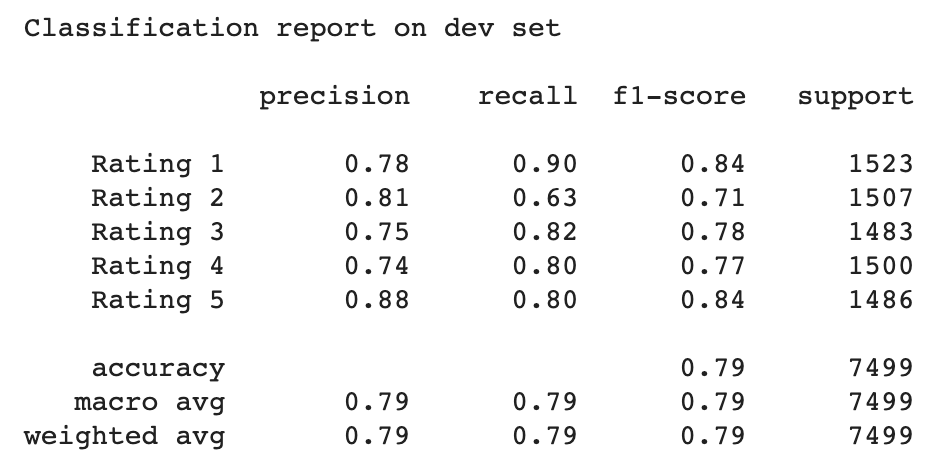 Classification report on dev set
precision recall f1-score support
Rating 1 0.78 0.90 0.84 1523
Rating 2 0.81 0.63 0.71 1507
Rating 3 0.75 0.82 0.78 1483
Rating 4 0.74 0.80 0.77 1500
Rating 5 0.88 0.80 0.84 1486
accuracy 0.79 7499
macro avg 0.79 0.79 0.79 7499
weighted avg 0.79 0.79 0.79 7499